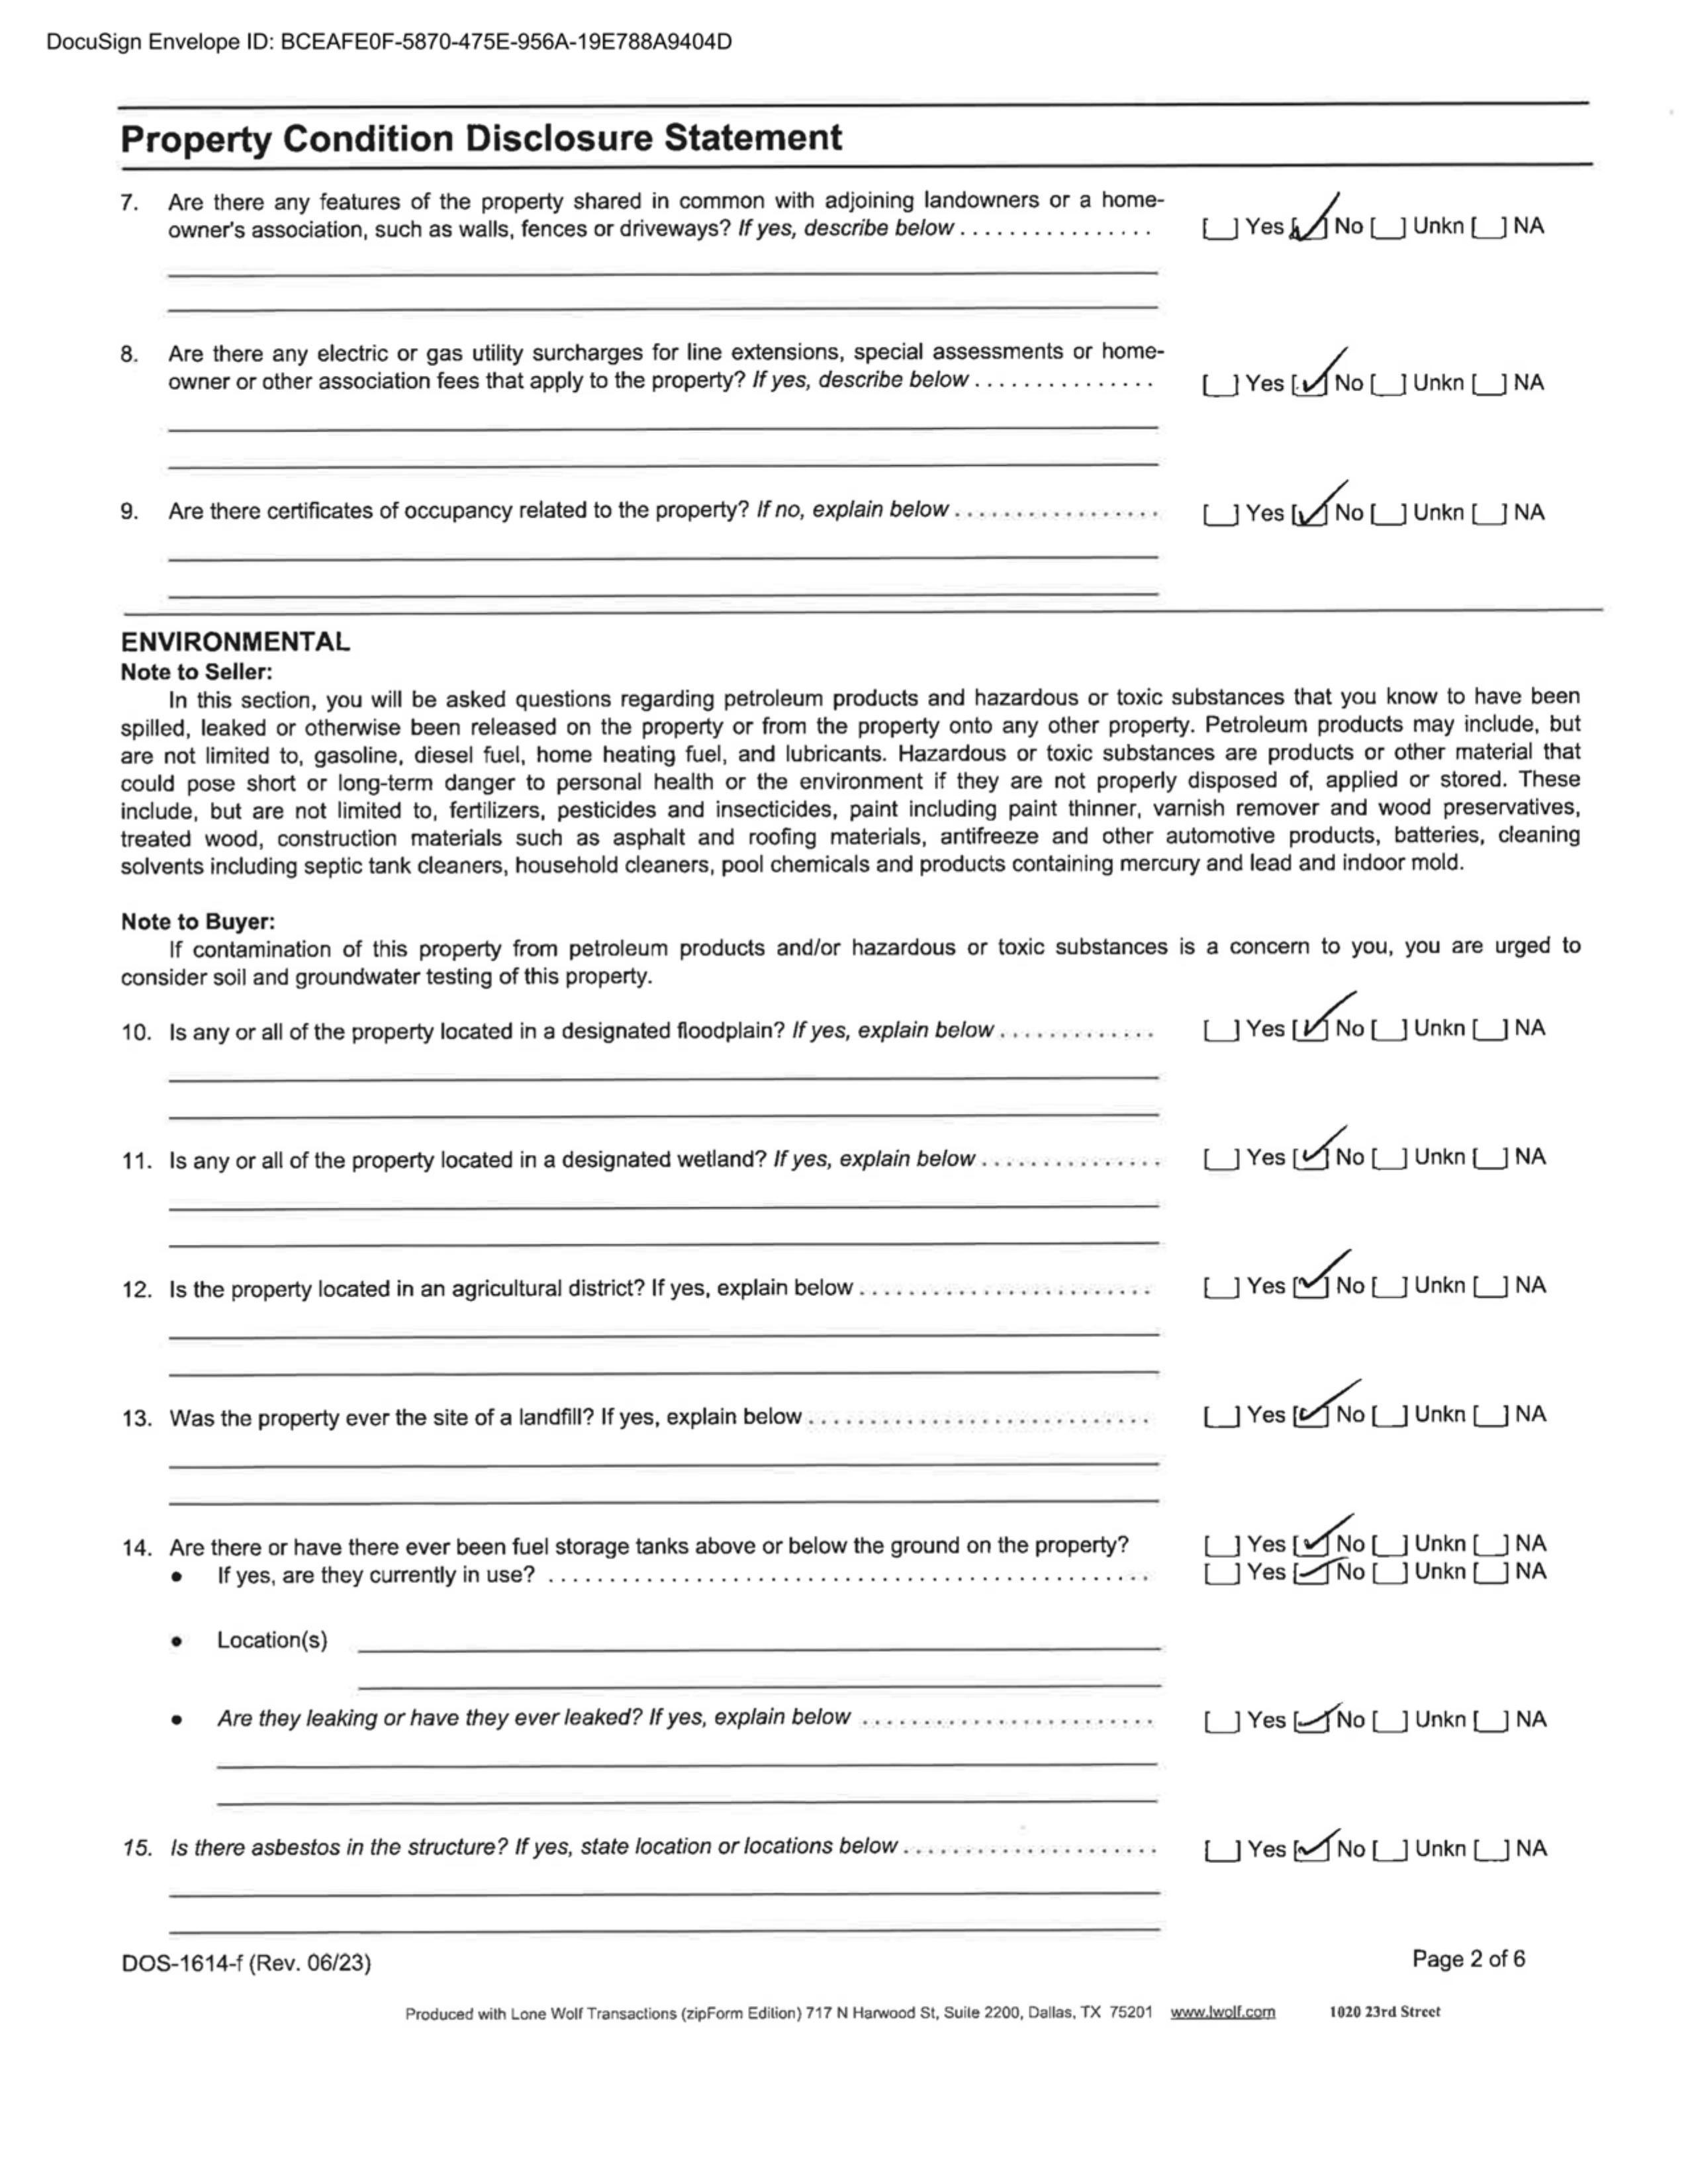 DocuSign Envelope ID: BCEAFE0F-5870-475E-956A-19E788A9404D
Property Condition Disclosure Statement
7. Are there any features of the property shared in common with adjoining landowners or a home-
owner's association, such as walls, fences or driveways? If yes, describe below . . . . . . . . . . . . . . . . [ ] Yes [✓] No [ ] Unkn [ ] NA
8. Are there any electric or gas utility surcharges for line extensions, special assessments or home-
owner or other association fees that apply to the property? If yes, describe below . . . . . . . . . . . . . . . [ ] Yes [✓] No [ ] Unkn [ ] NA
9. Are there certificates of occupancy related to the property? If no, explain below . . . . . . . . . . . . . . . . . [ ] Yes [✓] No [ ] Unkn [ ] NA
ENVIRONMENTAL
Note to Seller:
In this section, you will be asked questions regarding petroleum products and hazardous or toxic substances that you know to have been
spilled, leaked or otherwise been released on the property or from the property onto any other property. Petroleum products may include, but
are not limited to, gasoline, diesel fuel, home heating fuel, and lubricants. Hazardous or toxic substances are products or other material that
could pose short or long-term danger to personal health or the environment if they are not properly disposed of, applied or stored. These
include, but are not limited to, fertilizers, pesticides and insecticides, paint including paint thinner, varnish remover and wood preservatives,
treated wood, construction materials such as asphalt and roofing materials, antifreeze and other automotive products, batteries, cleaning
solvents including septic tank cleaners, household cleaners, pool chemicals and products containing mercury and lead and indoor mold.
Note to Buyer:
If contamination of this property from petroleum products and/or hazardous or toxic substances is a concern to you, you are urged to
consider soil and groundwater testing of this property.
10. Is any or all of the property located in a designated floodplain? If yes, explain below . . . . . . . . . . . . . [ ] Yes [✓] No [ ] Unkn [ ] NA
11. Is any or all of the property located in a designated wetland? If yes, explain below . . . . . . . . . . . . . . . [ ] Yes [✓] No [ ] Unkn [ ] NA
12. Is the property located in an agricultural district? If yes, explain below . . . . . . . . . . . . . . . . . . . . . . . . [ ] Yes [✓] No [ ] Unkn [ ] NA
13. Was the property ever the site of a landfill? If yes, explain below . . . . . . . . . . . . . . . . . . . . . . . . . . . . [ ] Yes [✓] No [ ] Unkn [ ] NA
14. Are there or have there ever been fuel storage tanks above or below the ground on the property? [ ] Yes [✓] No [ ] Unkn [ ] NA
• If yes, are they currently in use? . . . . . . . . . . . . . . . . . . . . . . . . . . . . . . . . . . . . . . . . . . . . . . . . . [ ] Yes [✓] No [ ] Unkn [ ] NA
• Location(s)
• Are they leaking or have they ever leaked? If yes, explain below . . . . . . . . . . . . . . . . . . . . . . . . [ ] Yes [✓] No [ ] Unkn [ ] NA
15. Is there asbestos in the structure? If yes, state location or locations below . . . . . . . . . . . . . . . . . . . . . [ ] Yes [✓] No [ ] Unkn [ ] NA
DOS-1614-f (Rev. 06/23) Page 2 of 6
Produced with Lone Wolf Transactions (zipForm Edition) 717 N Harwood St, Suite 2200, Dallas, TX 75201 www.lwolf.com 1020 23rd Street